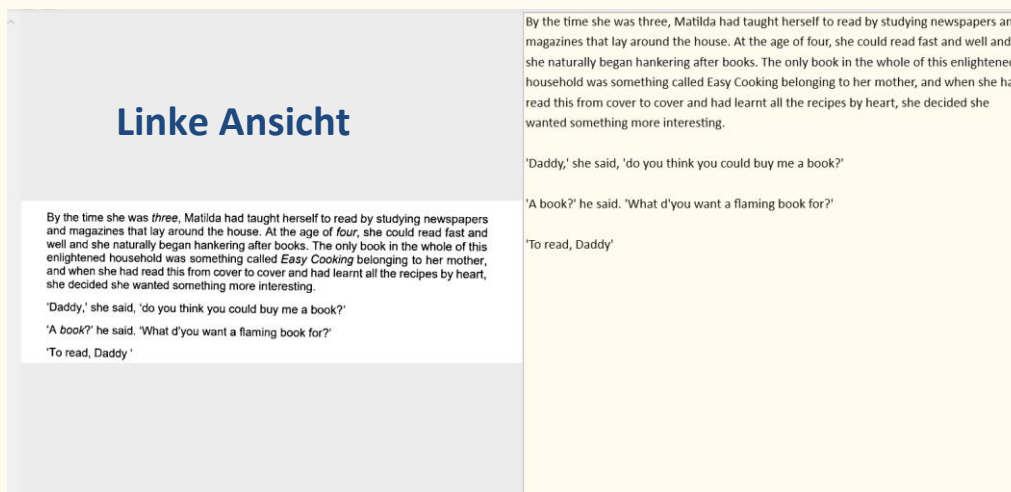 Linke Ansicht
By the time she was three, Matilda had taught herself to read by studying newspapers
and magazines that lay around the house. At the age of four, she could read fast and
well and she naturally began hankering after books. The only book in the whole of this
enlightened household was something called Easy Cooking belonging to her mother,
and when she had read this from cover to cover and had learnt all the recipes by heart,
she decided she wanted something more interesting.
'Daddy,' she said, 'do you think you could buy me a book?'
'A book?' he said. 'What d'you want a flaming book for?'
'To read, Daddy '
By the time she was three, Matilda had taught herself to read by studying newspapers
magazines that lay around the house. At the age of four, she could read fast and well and
she naturally began hankering after books. The only book in the whole of this
household was something called Easy Cooking belonging to her mother, and when she
read this from cover to cover and had learnt all the recipes by heart, she decided she
wanted something more interesting.
'Daddy,' she said, 'do you think you could buy me a book?'
'A book?' he said. 'What d'you want a flaming book for?'
'To read, Daddy'